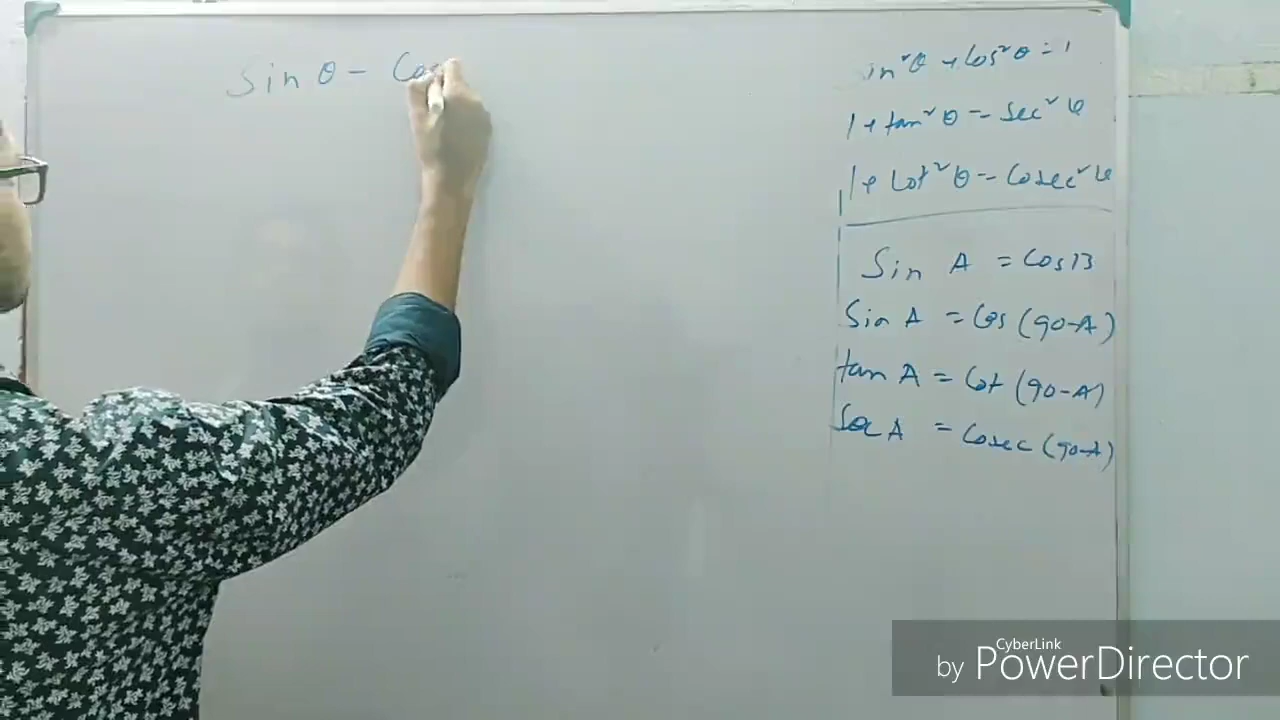 Sin θ - Cos
sin²θ + Cos²θ = 1
1 + tan²θ = Sec²θ
1 + Cot²θ = Cosec²θ
Sin A = Cos B
Sin A = Cos (90-A)
tan A = Cot (90-A)
Sec A = Cosec (90-A)
CyberLink
by PowerDirector